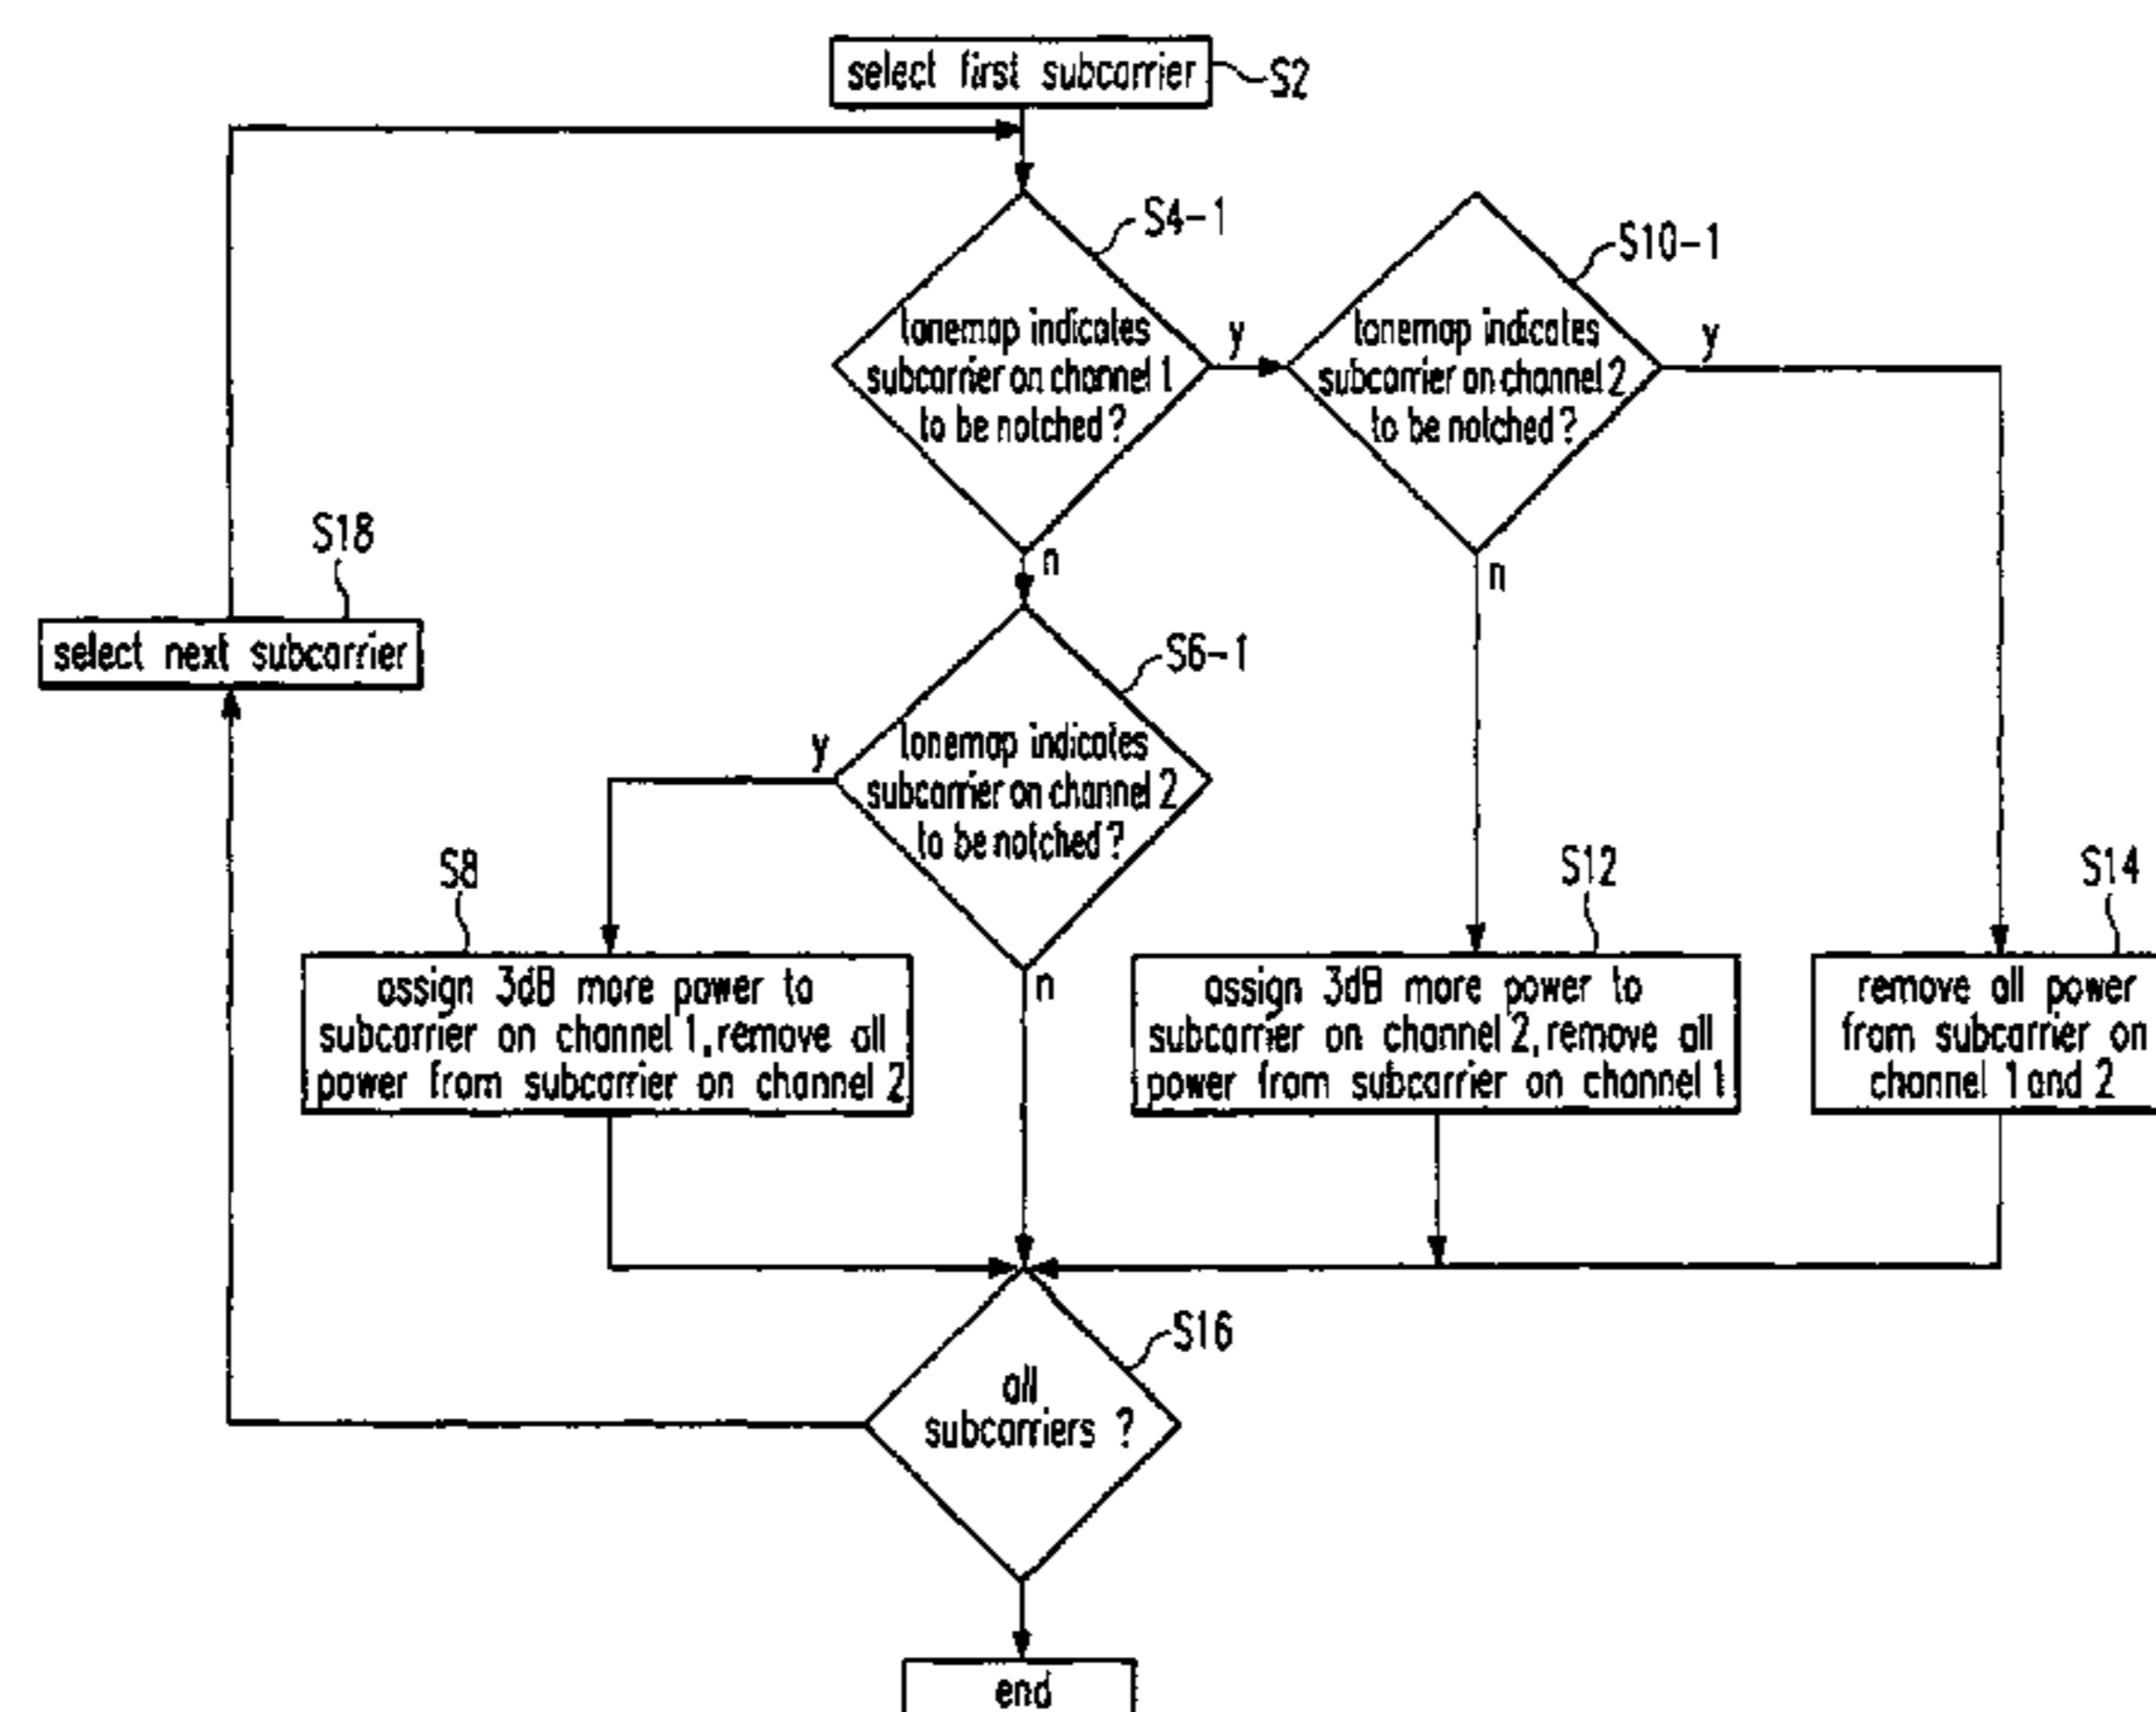 select first subcarrier
S2
S4-1
S10-1
tonemap indicates
subcarrier on channel 1
to be notched?
y
tonemap indicates
subcarrier on channel 2
to be notched?
y
n
n
S18
select next subcarrier
S6-1
y
tonemap indicates
subcarrier on channel 2
to be notched?
n
S8
assign 3dB more power to
subcarrier on channel 1, remove all
power from subcarrier on channel 2
S12
assign 3dB more power to
subcarrier on channel 2, remove all
power from subcarrier on channel 1
S14
remove all power
from subcarrier on
channel 1 and 2
S16
all
subcarriers ?
end